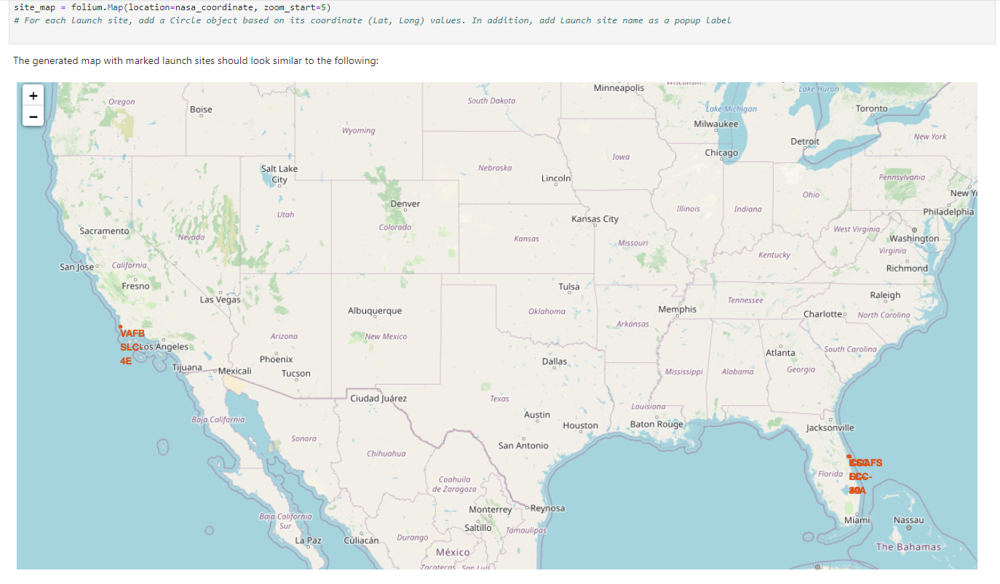 site_map = folium.Map(location=nasa_coordinate, zoom_start=5)
# For each launch site, add a Circle object based on its coordinate (Lat, Long) values. In addition, add Launch site name as a popup label
The generated map with marked launch sites should look similar to the following:
+
−
Minneapolis
Lake Huron
Oregon
South Dakota
Boise
Lake Michigan
Toronto
Milwaukee
Wyoming
Detroit
New York
Chicago
Iowa
Salt Lake
City
Nebraska
Lincoln
Pennsylvania
New Y
Ohio
Denver
Illinois
Indiana
Philadelphia
Utah
Kansas City
Colorado
West Virginia
Sacramento
Nevada
Kansas
Missouri
Washington
Virginia
Kentucky
San Jose
California
Richmond
Fresno
Tulsa
Las Vegas
Raleigh
Tennessee
Albuquerque
Oklahoma
Memphis
Charlotte
North Carolina
Arkansas
VAFB
SLC-
4E
Los Angeles
Arizona
New Mexico
South Carolina
Atlanta
Phoenix
Dallas
Tijuana
Mexicali
Tucson
Mississippi
Alabama
Georgia
Ciudad Juárez
Texas
Louisiana
Austin
Baja California
Houston
Baton Rouge
Jacksonville
Sonora
San Antonio
Chihuahua
Florida
Coahuila
de Zaragoza
Monterrey
Reynosa
Baja California
Sur
Saltillo
Tamaulipas
Miami
Nassau
La Paz
Culiacán
Durango
México
The Bahamas
Zacatecas
San Luis